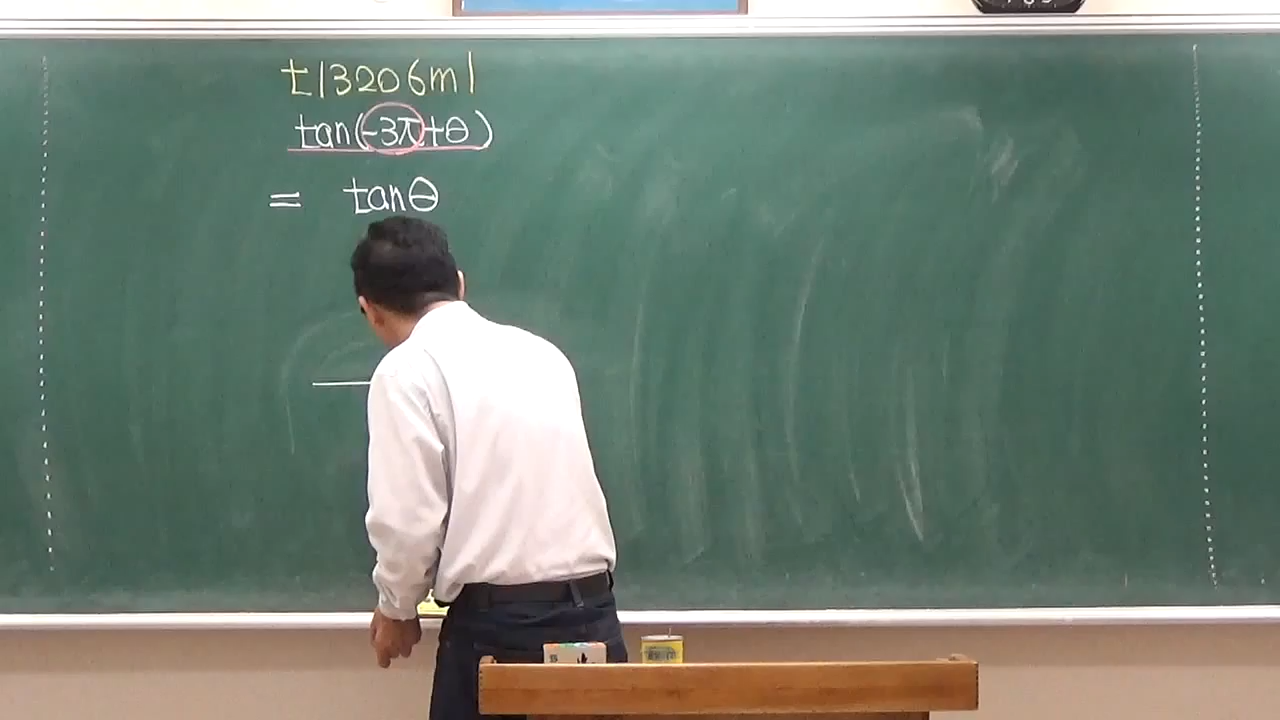 t13206ml
tan(-3π+θ)
= tanθ